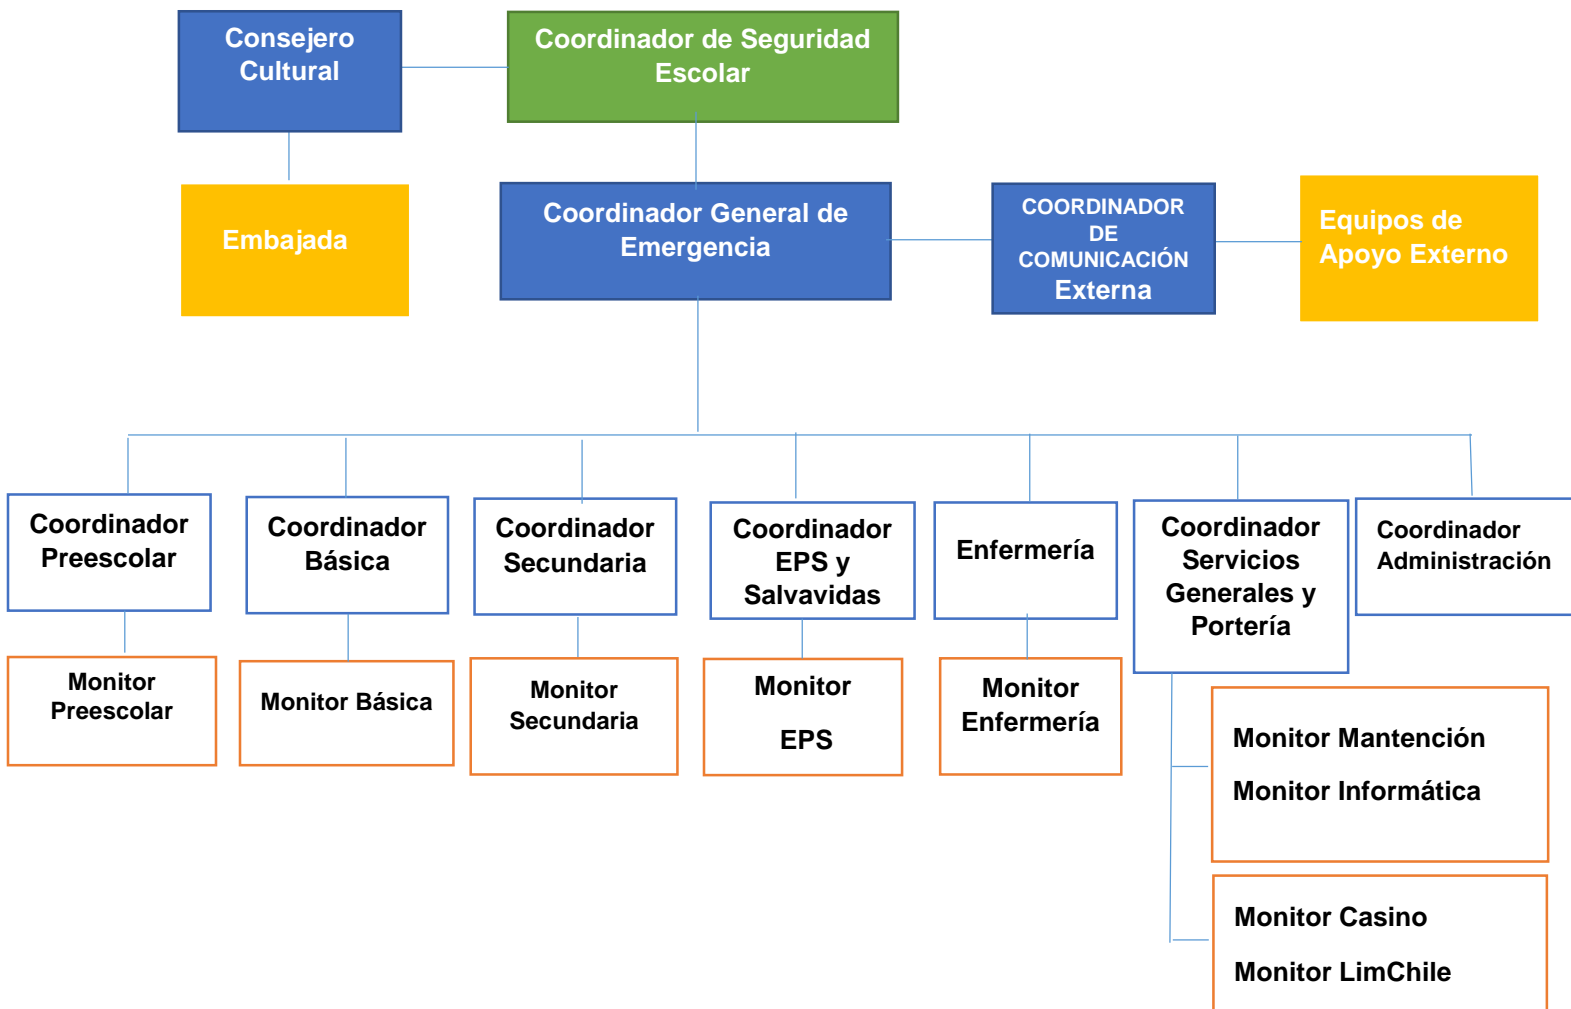 Consejero
Cultural
Coordinador de Seguridad
Escolar
Embajada
Coordinador General de
Emergencia
COORDINADOR
DE
COMUNICACIÓN
Externa
Equipos de
Apoyo Externo
Coordinador
Preescolar
Coordinador
Básica
Coordinador
Secundaria
Coordinador
EPS y
Salvavidas
Enfermería
Coordinador
Servicios
Generales y
Portería
Coordinador
Administración
Monitor
Preescolar
Monitor Básica
Monitor
Secundaria
Monitor
EPS
Monitor
Enfermería
Monitor Mantención
Monitor Informática
Monitor Casino
Monitor LimChile